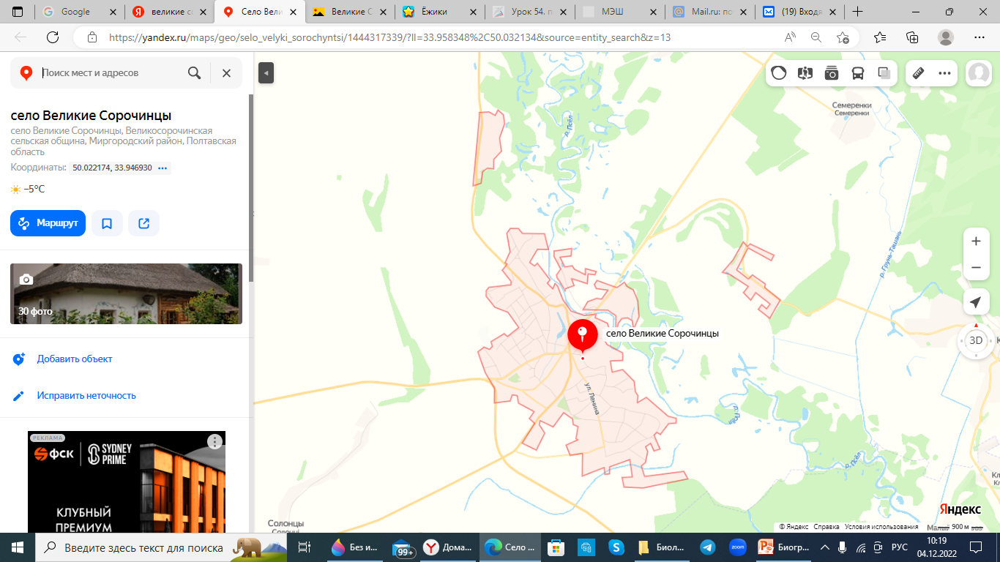 Google
великие с
Село Вели
Великие С
Ёжики
Урок 54. п
МЭШ
Mail.ru: по
(19) Входя
https://yandex.ru/maps/geo/selo_velyki_sorochyntsi/1444317339/?ll=33.958348%2C50.032134&source=entity_search&z=13
Поиск мест и адресов
село Великие Сорочинцы
село Великие Сорочинцы, Великосорочинская
сельская община, Миргородский район, Полтавская
область
Координаты: 50.022174, 33.946930
−5°C
Маршрут
30 фото
Добавить объект
Исправить неточность
РЕКЛАМА
ФСК SYDNEY
PRIME
КЛУБНЫЙ
ПРЕМИУМ
р. Псёл
Семеренки
Семеренки
р. Грунь-Ташань
село Великие Сорочинцы
ул. Ленина
р. Псёл
р. Псёл
3D
Солонцы
Солонці
Яндекс
© Яндекс Справка Условия использования
900 м
Введите здесь текст для поиска
Без и...
99+
Дома...
Село ...
Биол...
zoom
Биогр...
РУС
10:19
04.12.2022